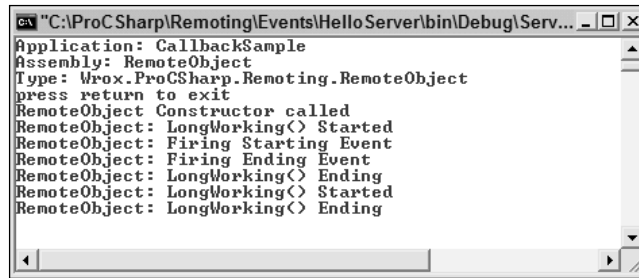 "C:\ProCSharp\Remoting\Events\HelloServer\bin\Debug\Serv...
Application: CallbackSample
Assembly: RemoteObject
Type: Wrox.ProCSharp.Remoting.RemoteObject
press return to exit
RemoteObject Constructor called
RemoteObject: LongWorking() Started
RemoteObject: Firing Starting Event
RemoteObject: Firing Ending Event
RemoteObject: LongWorking() Ending
RemoteObject: LongWorking() Started
RemoteObject: LongWorking() Ending